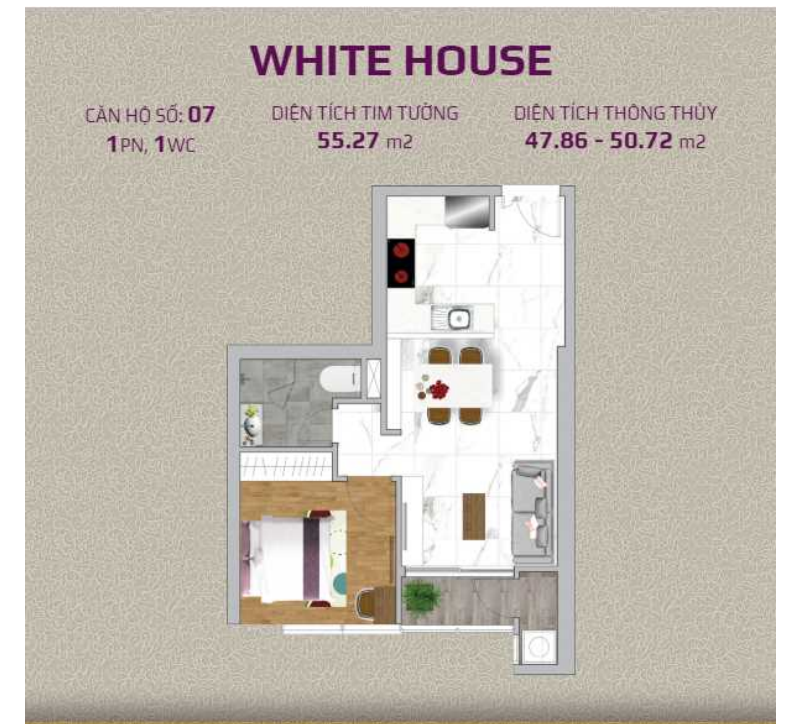 WHITE HOUSE
CĂN HỘ SỐ: 07
1PN, 1WC
DIỆN TÍCH TIM TƯỜNG
55.27 m2
DIỆN TÍCH THÔNG THỦY
47.86 - 50.72 m2